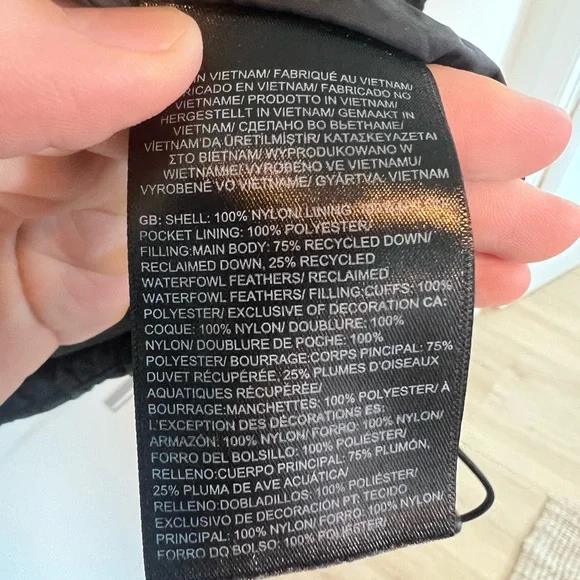 IN VIETNAM/ FABRIQUÉ AU VIETNAM/
FABRICADO EN VIETNAM/ FABRICADO NO
VIETNAME/ PRODOTTO IN VIETNAM/
HERGESTELLT IN VIETNAM/ GEMAAKT IN
VIETNAM/ СДЕЛАНО ВО ВЬЕТНАМЕ/
VIETNAM'DA ÜRETİLMİŞTİR/ ΚΑΤΑΣΚΕΥΑΖΕΤΑΙ
ΣΤΟ ΒΙΕΤΝΑΜ/ WYPRODUKOWANO W
WIETNAMIE/ VYROBENO VE VIETNAMU/
VYROBENÉ VO VIETNAME/ GYÁRTVA: VIETNAM
GB: SHELL: 100% NYLON/ LINING:
POCKET LINING: 100% POLYESTER/
FILLING:MAIN BODY: 75% RECYCLED DOWN/
RECLAIMED DOWN, 25% RECYCLED
WATERFOWL FEATHERS/ RECLAIMED
WATERFOWL FEATHERS/ FILLING:CUFFS: 100%
POLYESTER/ EXCLUSIVE OF DECORATION CA:
COQUE: 100% NYLON/ DOUBLURE: 100%
NYLON/ DOUBLURE DE POCHE: 100%
POLYESTER/ BOURRAGE:CORPS PINCIPAL: 75%
DUVET RÉCUPÉRÉE, 25% PLUMES D'OISEAUX
AQUATIQUES RÉCUPÉRÉE/
BOURRAGE:MANCHETTES: 100% POLYESTER/ À
L'EXCEPTION DES DÉCORATIONS ES:
ARMAZÓN: 100% NYLON/ FORRO: 100% NYLON/
FORRO DEL BOLSILLO: 100% POLIÉSTER/
RELLENO:CUERPO PRINCIPAL: 75% PLUMÓN,
25% PLUMA DE AVE ACUÁTICA/
RELLENO:DOBLADILLOS: 100% POLIÉSTER/
EXCLUSIVO DE DECORACIÓN PT: TECIDO
PRINCIPAL: 100% NYLON/ FORRO: 100% NYLON/
FORRO DO BOLSO: 100% POLIÉSTER/